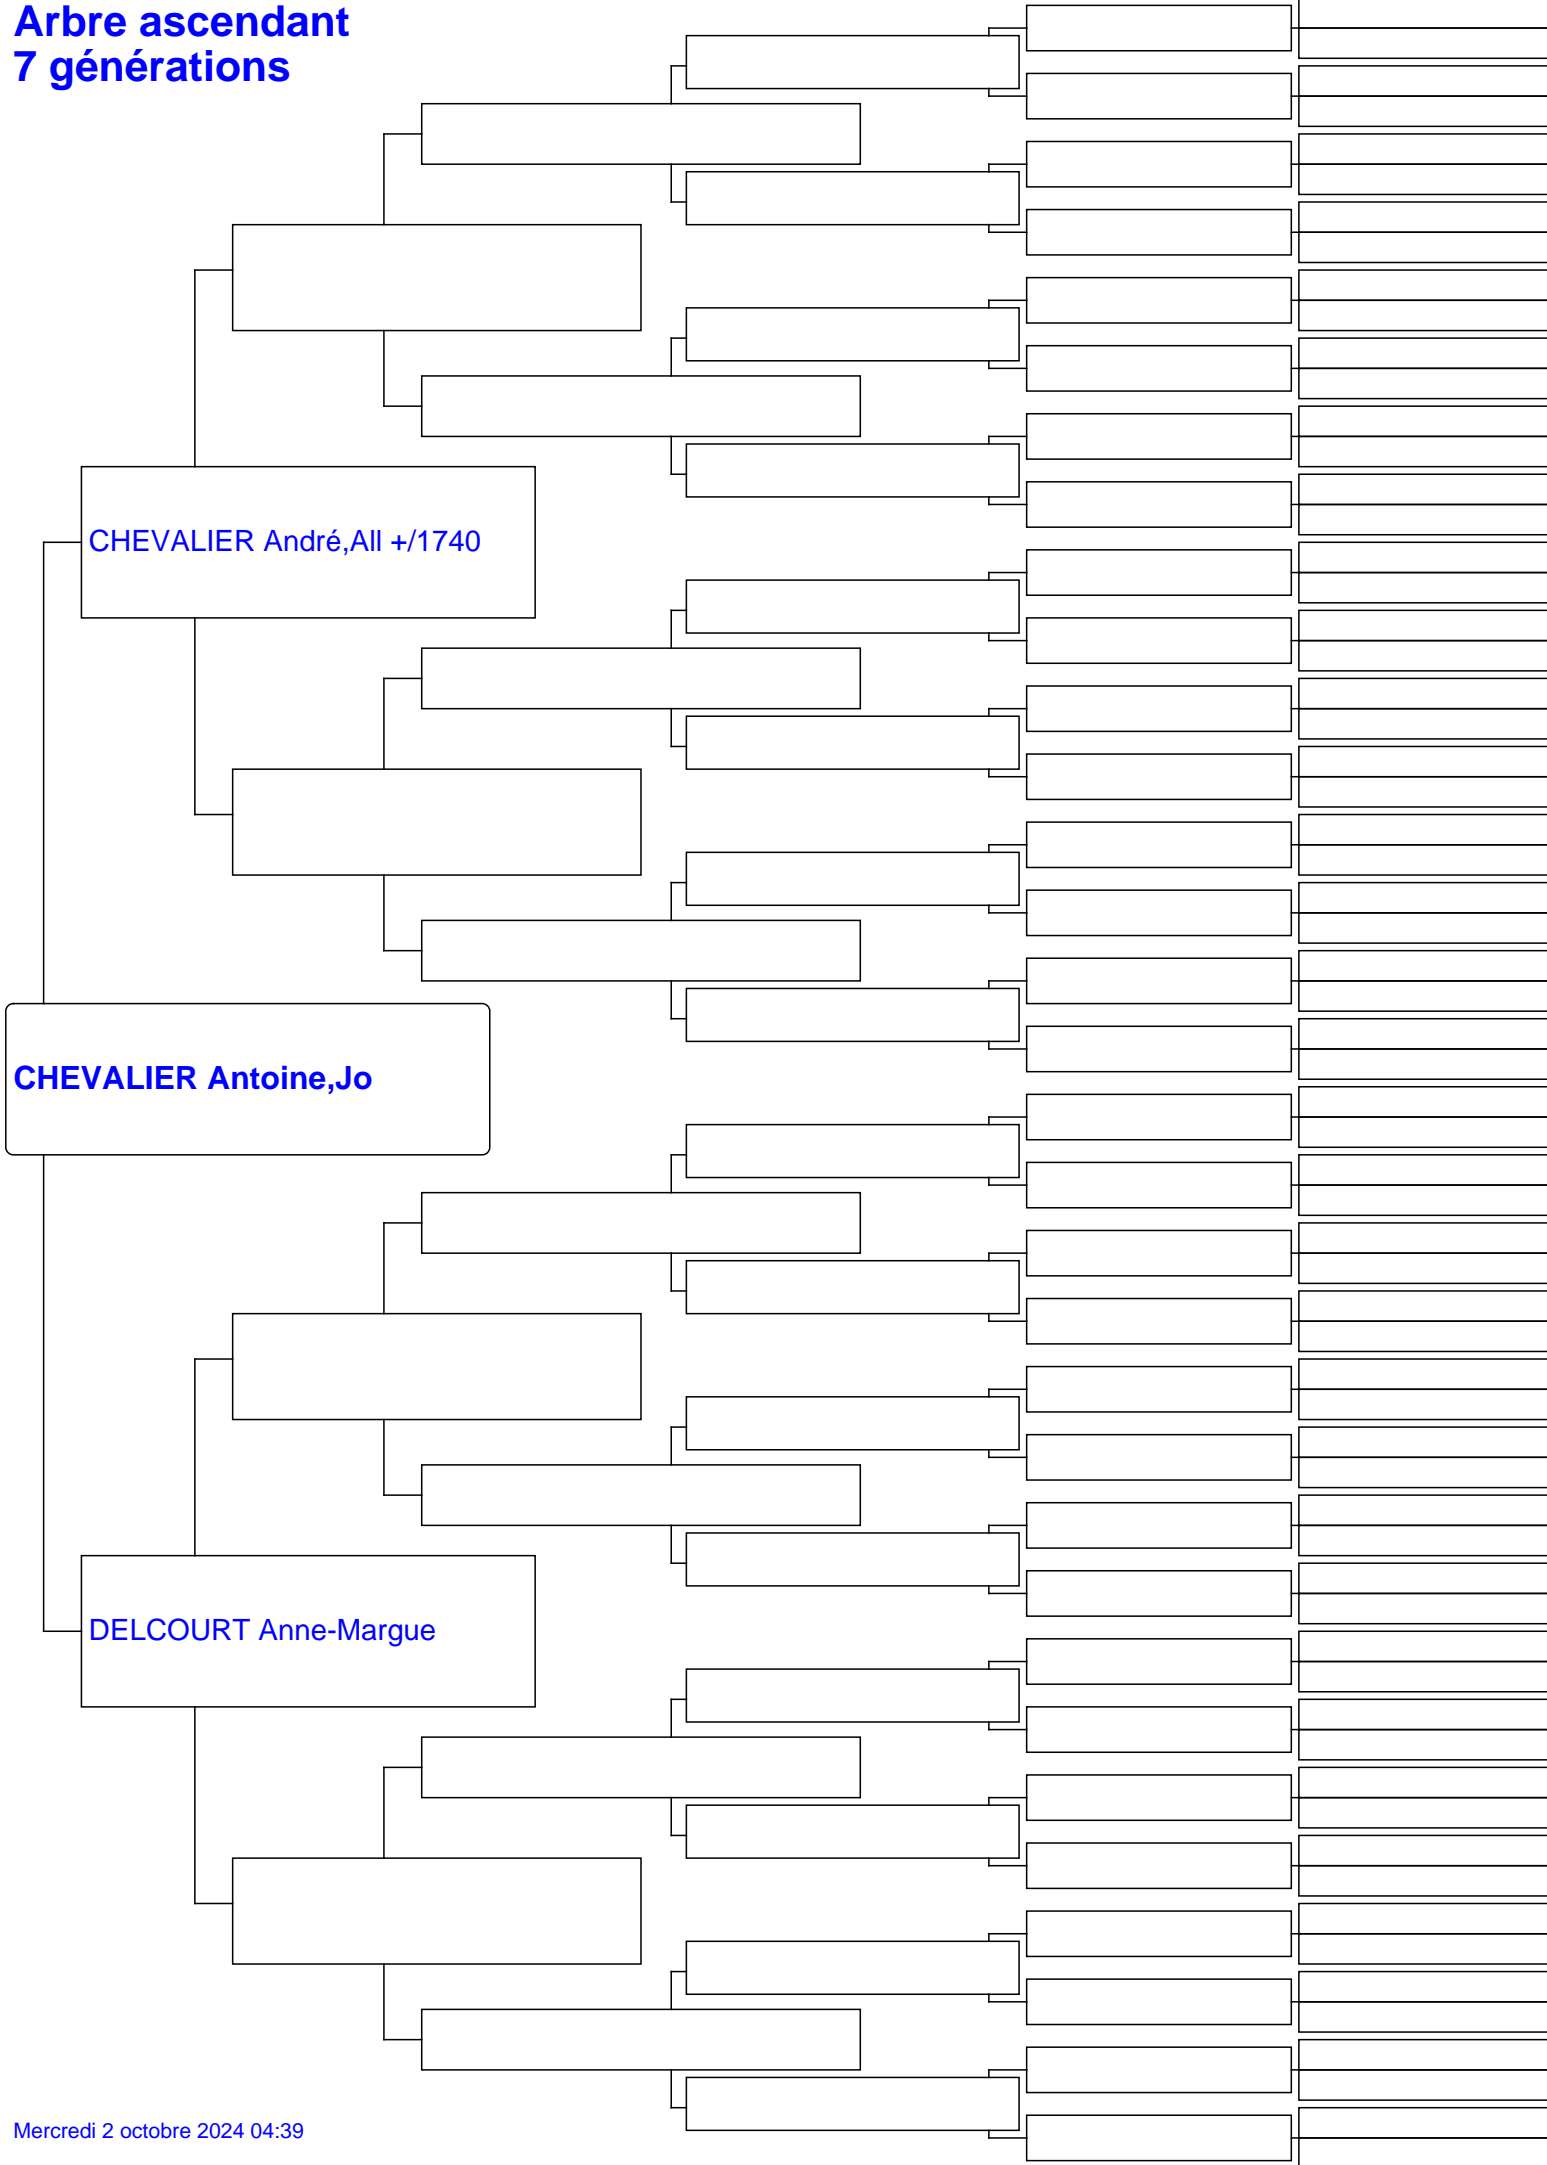 Arbre ascendant
7 générations
CHEVALIER André,All +/1740
CHEVALIER Antoine,Jo
DELCOURT Anne-Margue
Mercredi 2 octobre 2024 04:39